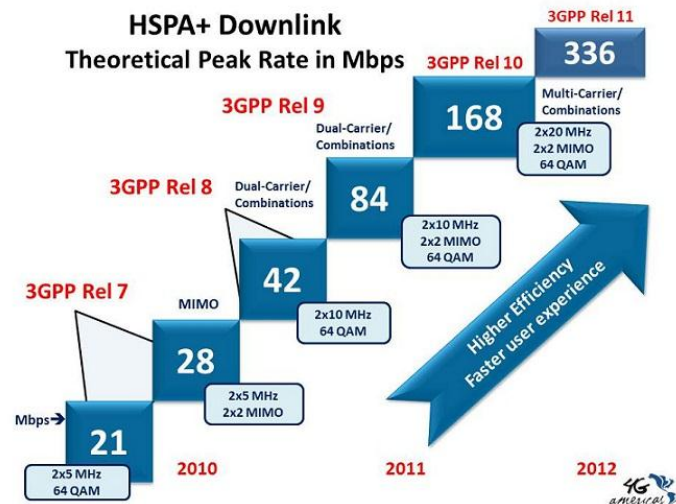 HSPA+ Downlink
Theoretical Peak Rate in Mbps
3GPP Rel 11
336
3GPP Rel 10
168
Multi-Carrier/
Combinations
2x20 MHz
2x2 MIMO
64 QAM
3GPP Rel 9
Dual-Carrier/
Combinations
84
2x10 MHz
2x2 MIMO
64 QAM
3GPP Rel 8
Dual-Carrier/
Combinations
42
2x10 MHz
64 QAM
3GPP Rel 7
MIMO
28
2x5 MHz
2x2 MIMO
Mbps→
21
2x5 MHz
64 QAM
Higher Efficiency
Faster user experience
2010
2011
2012
4G
americas